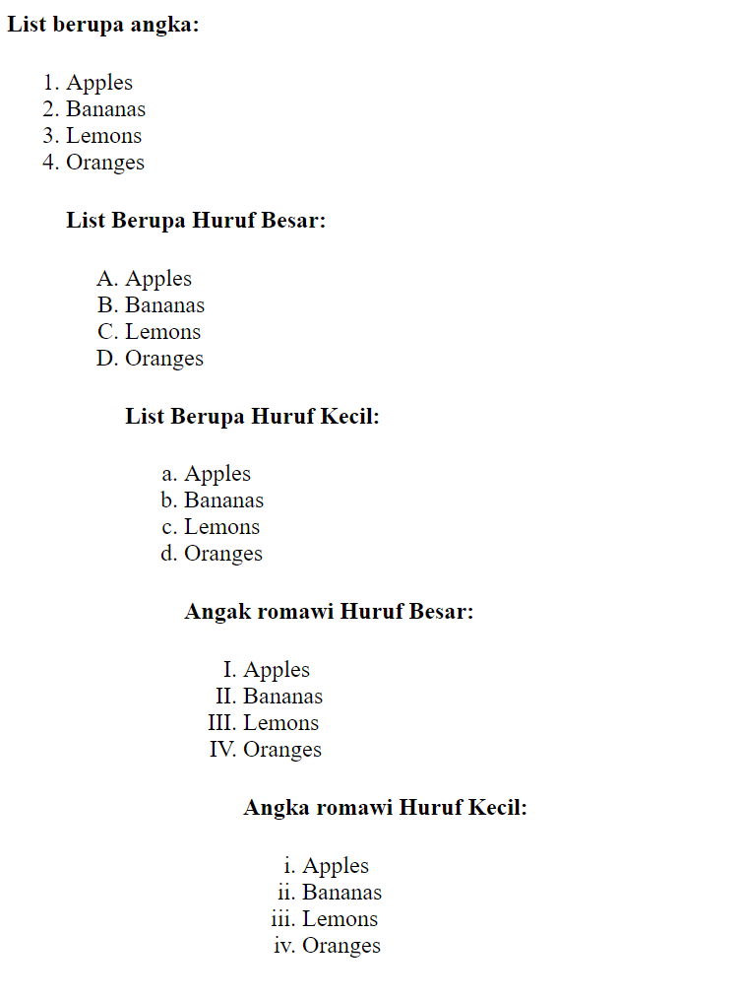 List berupa angka:
1. Apples
2. Bananas
3. Lemons
4. Oranges
List Berupa Huruf Besar:
A. Apples
B. Bananas
C. Lemons
D. Oranges
List Berupa Huruf Kecil:
a. Apples
b. Bananas
c. Lemons
d. Oranges
Angak romawi Huruf Besar:
I. Apples
II. Bananas
III. Lemons
IV. Oranges
Angka romawi Huruf Kecil:
i. Apples
ii. Bananas
iii. Lemons
iv. Oranges